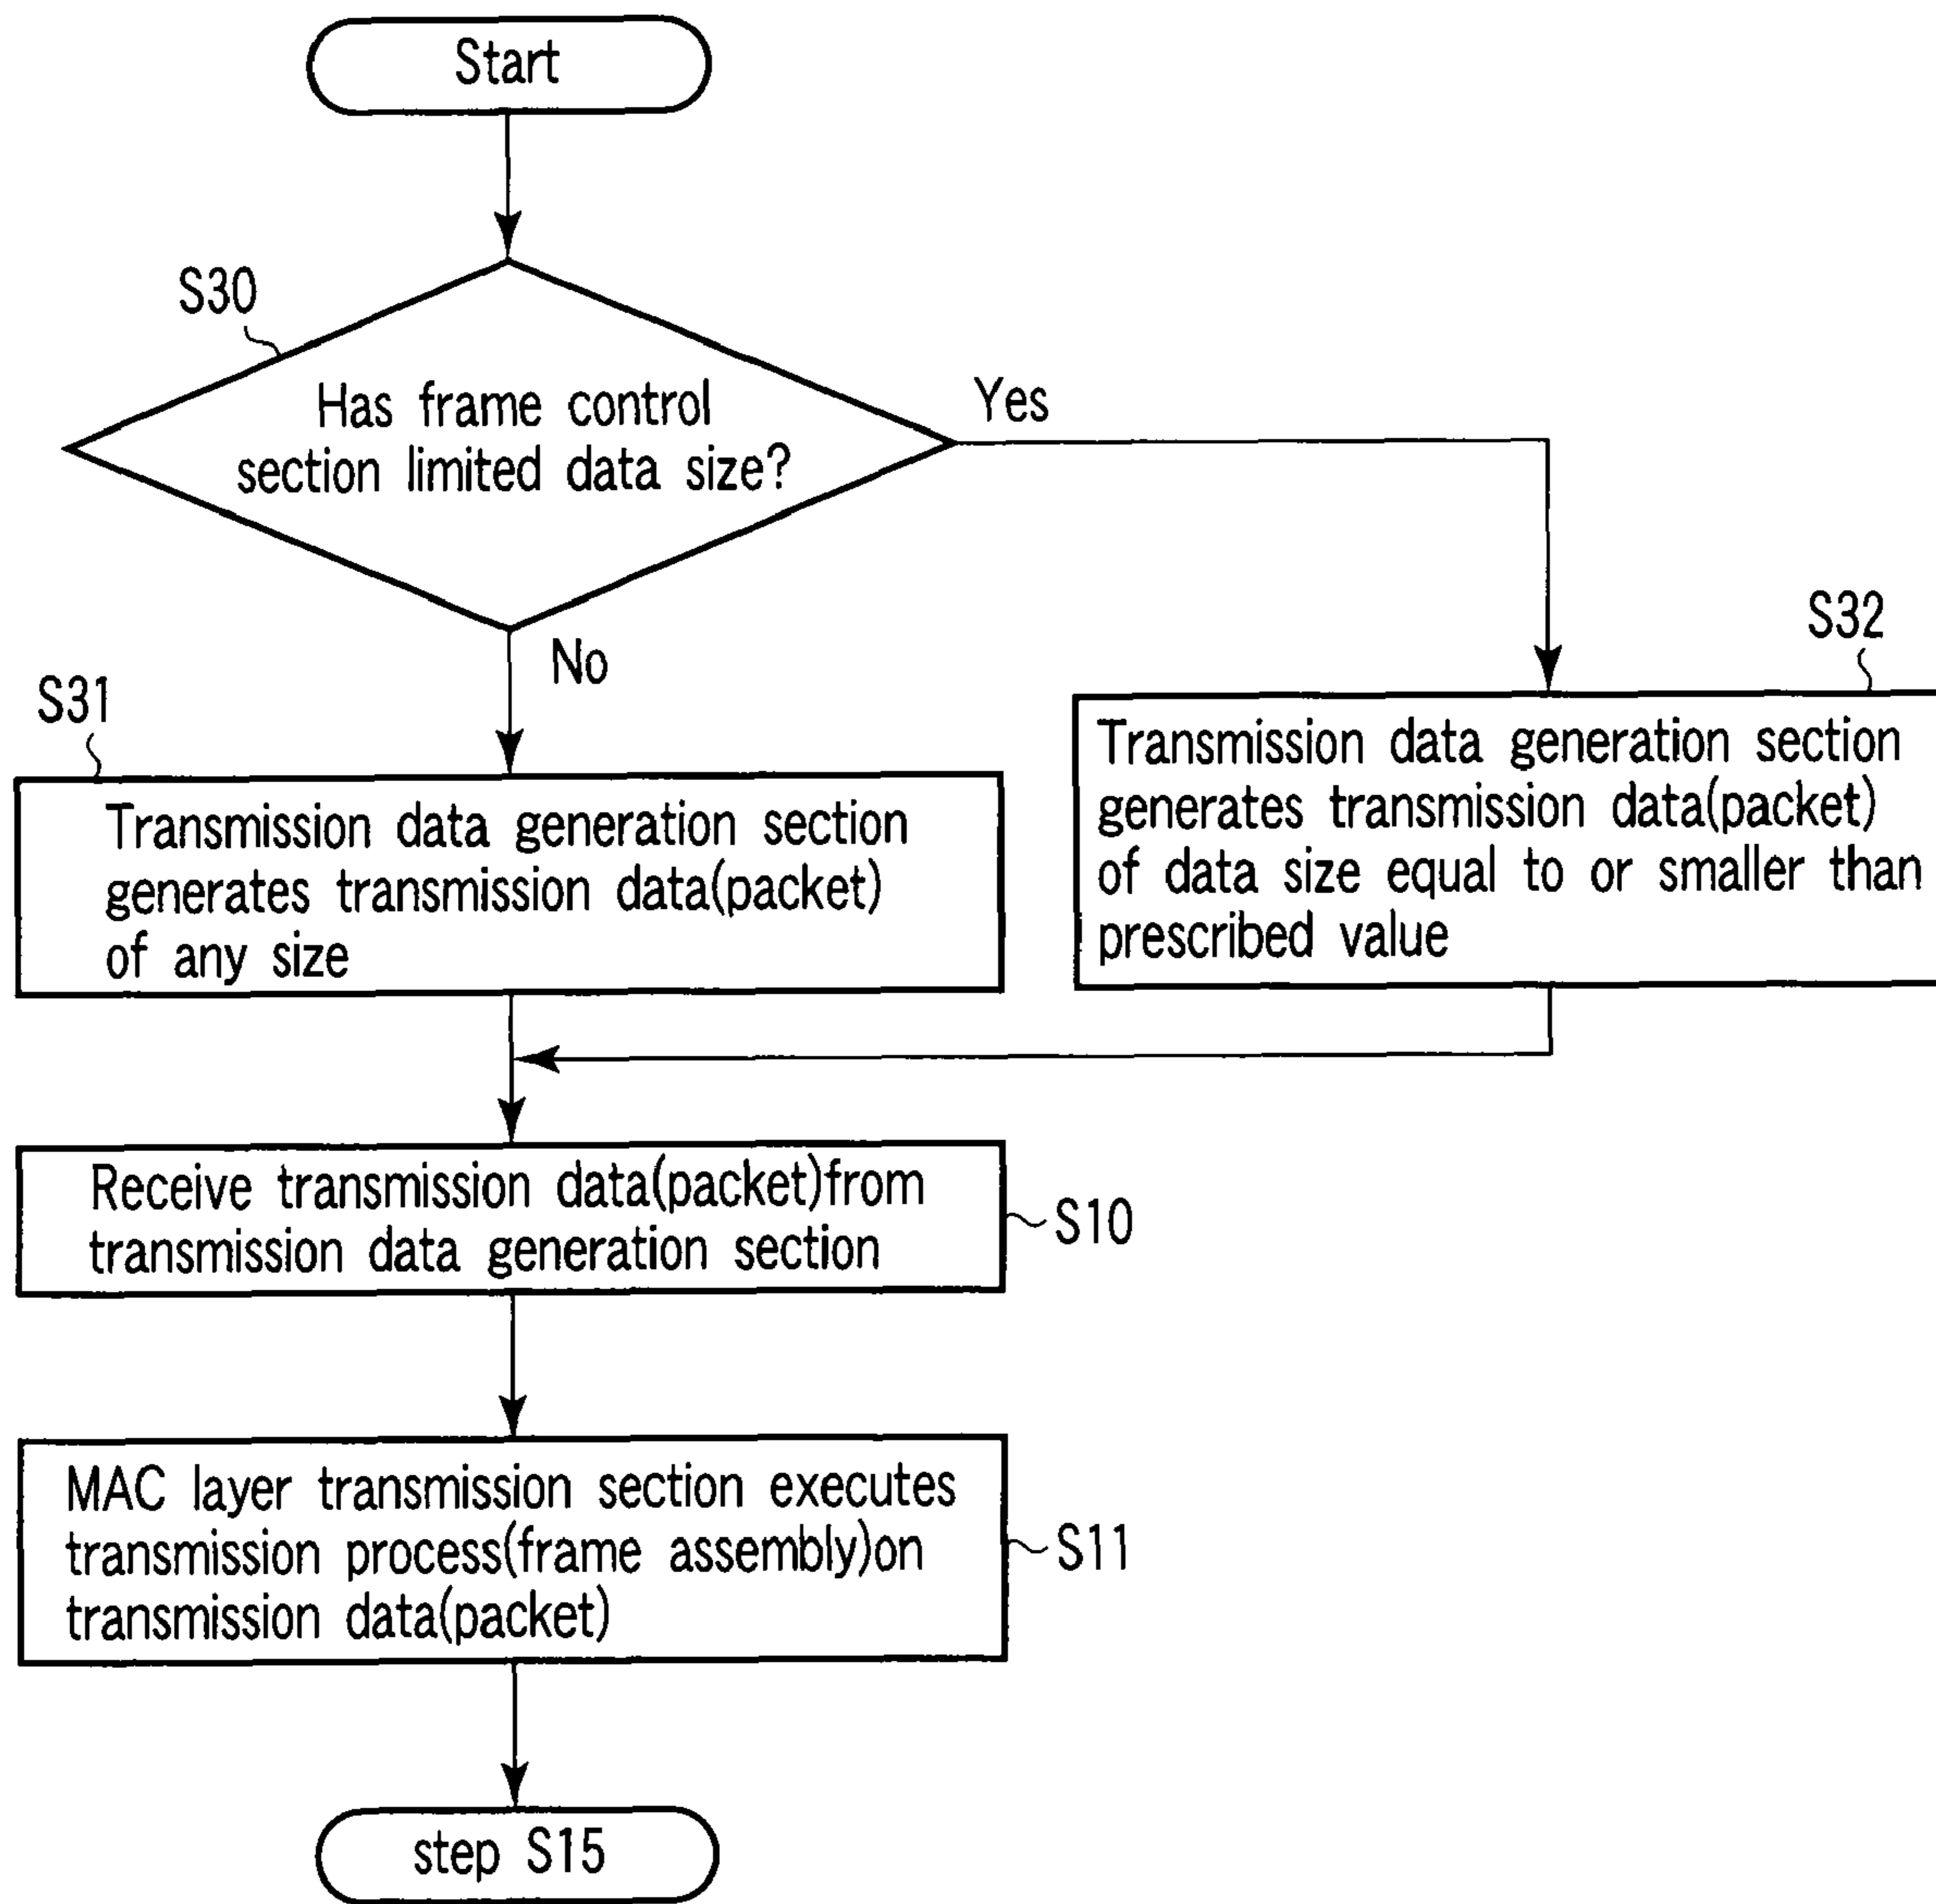 Start
S30
Has frame control
section limited data size?
Yes
No
S31
Transmission data generation section
generates transmission data(packet)
of any size
S32
Transmission data generation section
generates transmission data(packet)
of data size equal to or smaller than
prescribed value
Receive transmission data(packet)from
transmission data generation section
S10
MAC layer transmission section executes
transmission process(frame assembly)on
transmission data(packet)
S11
step S15